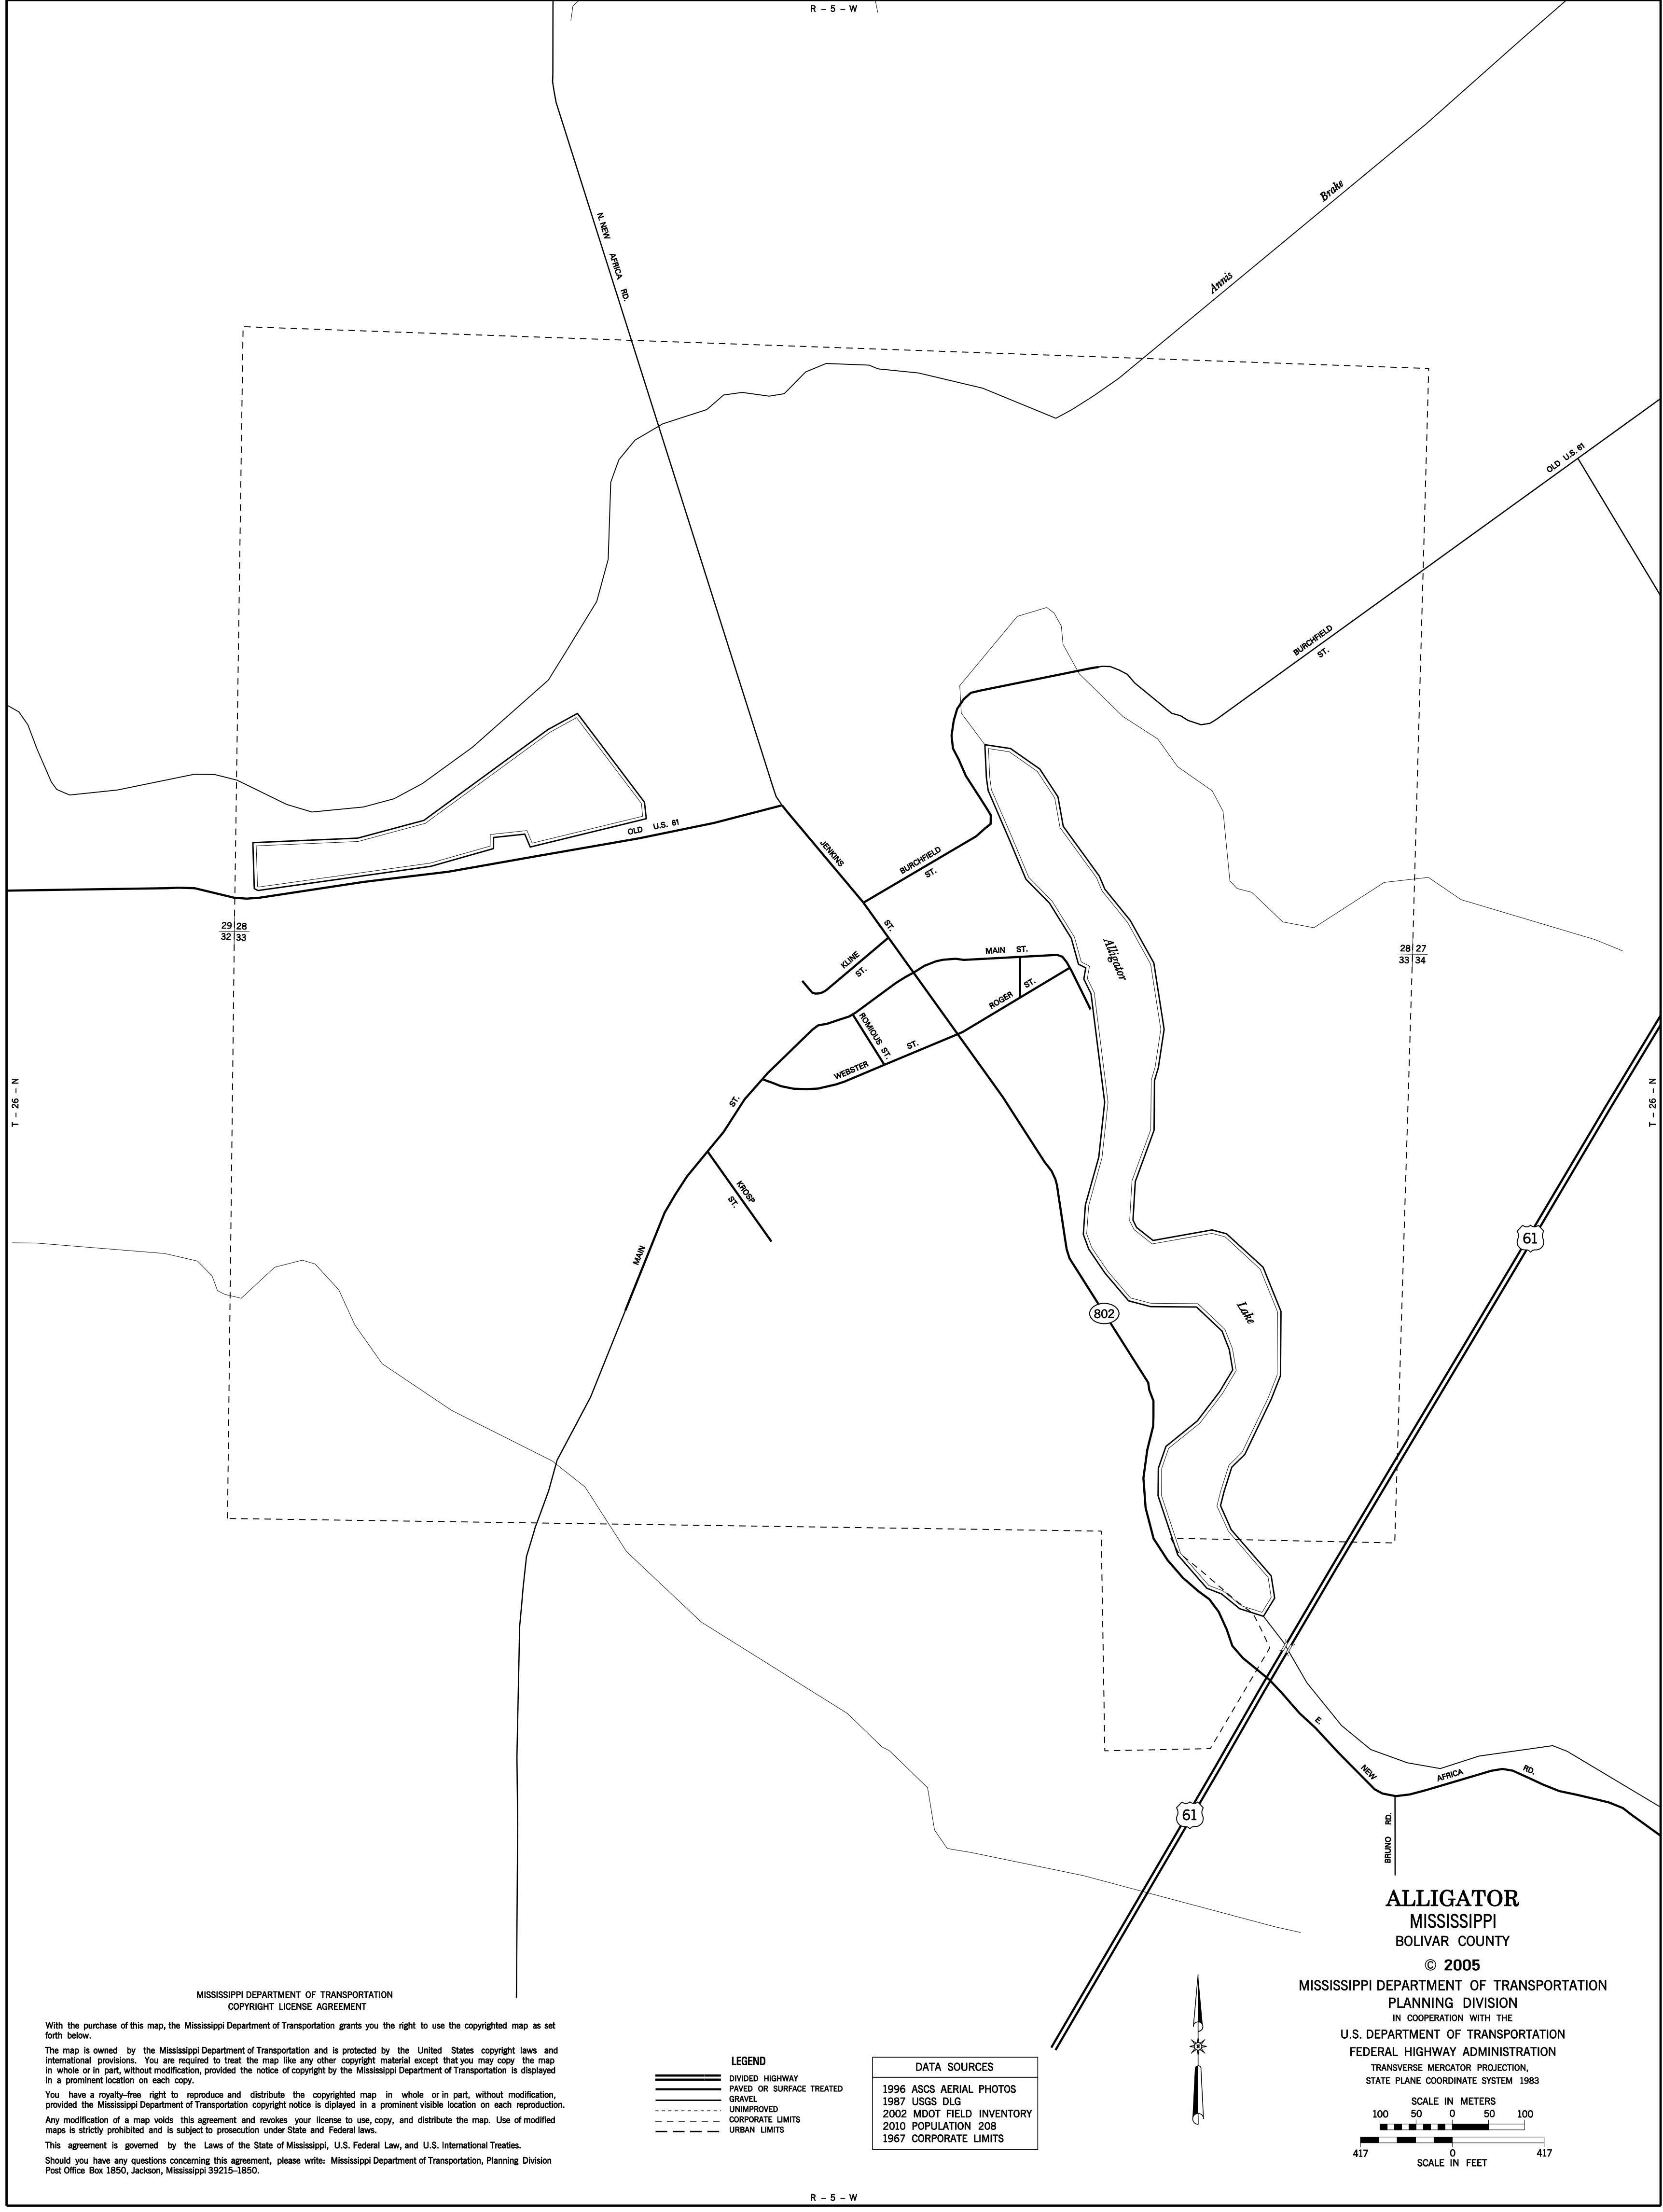 R – 5 – W
Brake
Annis
N. NEW AFRICA RD.
OLD U.S. 61
BURCHFIELD ST.
OLD U.S. 61
JENKINS ST.
BURCHFIELD ST.
29 28
32 33
28 27
33 34
KLINE ST.
MAIN ST.
Alligator
ROGER ST.
ROMIOUS ST.
WEBSTER ST.
T – 26 – N
T – 26 – N
KROSP ST.
MAIN ST.
61
Lake
802
E. NEW AFRICA RD.
61
BRUNO RD.
ALLIGATOR
MISSISSIPPI
BOLIVAR COUNTY
© 2005
MISSISSIPPI DEPARTMENT OF TRANSPORTATION
PLANNING DIVISION
IN COOPERATION WITH THE
U.S. DEPARTMENT OF TRANSPORTATION
FEDERAL HIGHWAY ADMINISTRATION
TRANSVERSE MERCATOR PROJECTION,
STATE PLANE COORDINATE SYSTEM 1983
SCALE IN METERS
100 50 0 50 100
417 0 417
SCALE IN FEET
MISSISSIPPI DEPARTMENT OF TRANSPORTATION
COPYRIGHT LICENSE AGREEMENT
With the purchase of this map, the Mississippi Department of Transportation grants you the right to use the copyrighted map as set
forth below.
The map is owned by the Mississippi Department of Transportation and is protected by the United States copyright laws and
international provisions. You are required to treat the map like any other copyright material except that you may copy the map
in whole or in part, without modification, provided the notice of copyright by the Mississippi Department of Transportation is displayed
in a prominent location on each copy.
You have a royalty–free right to reproduce and distribute the copyrighted map in whole or in part, without modification,
provided the Mississippi Department of Transportation copyright notice is diplayed in a prominent visible location on each reproduction.
Any modification of a map voids this agreement and revokes your license to use, copy, and distribute the map. Use of modified
maps is strictly prohibited and is subject to prosecution under State and Federal laws.
This agreement is governed by the Laws of the State of Mississippi, U.S. Federal Law, and U.S. International Treaties.
Should you have any questions concerning this agreement, please write: Mississippi Department of Transportation, Planning Division
Post Office Box 1850, Jackson, Mississippi 39215–1850.
LEGEND
DIVIDED HIGHWAY
PAVED OR SURFACE TREATED
GRAVEL
UNIMPROVED
CORPORATE LIMITS
URBAN LIMITS
DATA SOURCES
1996 ASCS AERIAL PHOTOS
1987 USGS DLG
2002 MDOT FIELD INVENTORY
2010 POPULATION 208
1967 CORPORATE LIMITS
R – 5 – W